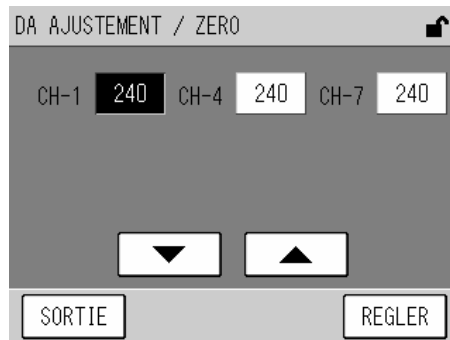 DA AJUSTEMENT / ZERO
CH-1 240 CH-4 240 CH-7 240
SORTIE REGLER